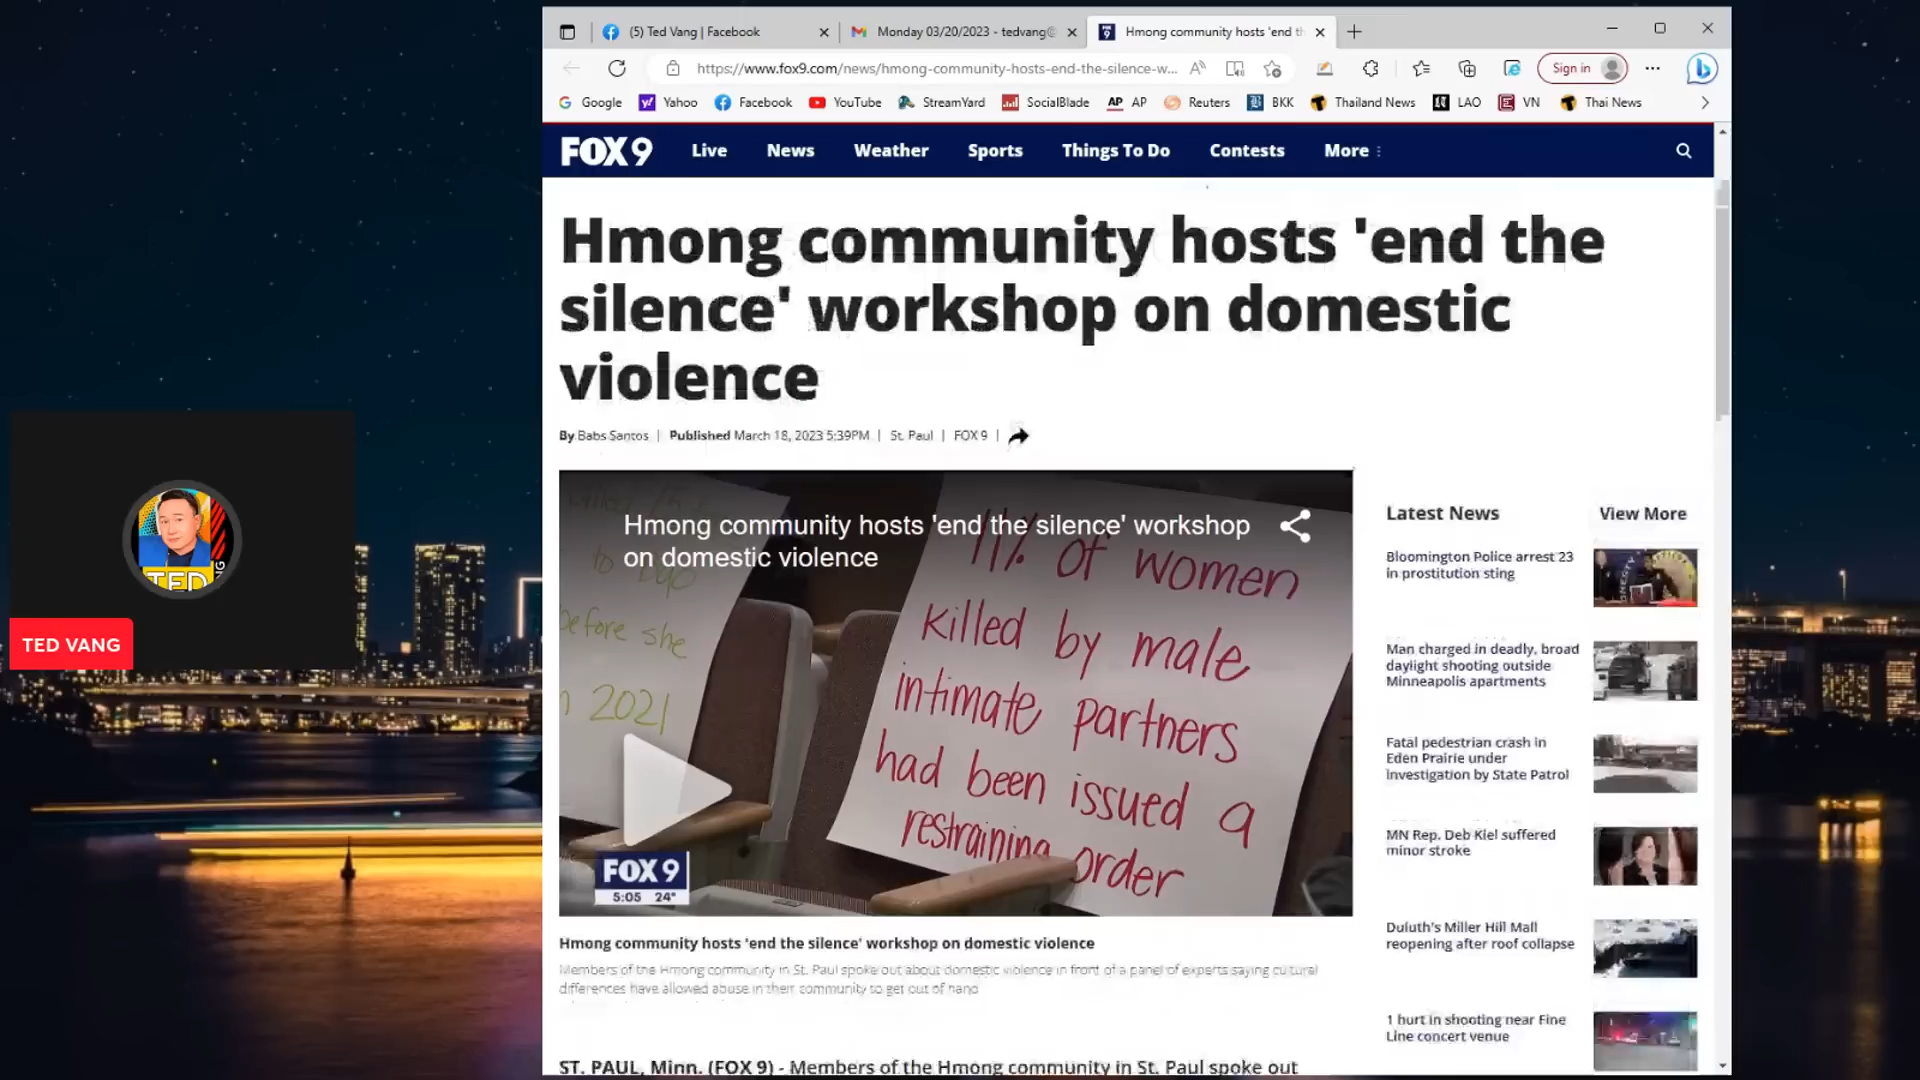 (5) Ted Vang | Facebook
Monday 03/20/2023 - tedvang@
Hmong community hosts 'end th
https://www.fox9.com/news/hmong-community-hosts-end-the-silence-w...
Sign in
Google
Yahoo
Facebook
YouTube
StreamYard
SocialBlade
AP AP
Reuters
BKK
Thailand News
LAO
VN
Thai News
FOX 9
Live
News
Weather
Sports
Things To Do
Contests
More
Hmong community hosts 'end the
silence' workshop on domestic
violence
By Babs Santos | Published March 18, 2023 5:39PM | St. Paul | FOX 9 |
Hmong community hosts 'end the silence' workshop
on domestic violence
before she
2021
11% of women
killed by male
intimate partners
had been issued a
restraining order
FOX 9
5:05 24°
Hmong community hosts 'end the silence' workshop on domestic violence
Members of the Hmong community in St. Paul spoke out about domestic violence in front of a panel of experts saying cultural
differences have allowed abuse in their community to get out of hand
ST. PAUL, Minn. (FOX 9) - Members of the Hmong community in St. Paul spoke out
Latest News
View More
Bloomington Police arrest 23
in prostitution sting
Man charged in deadly, broad
daylight shooting outside
Minneapolis apartments
Fatal pedestrian crash in
Eden Prairie under
investigation by State Patrol
MN Rep. Deb Kiel suffered
minor stroke
Duluth's Miller Hill Mall
reopening after roof collapse
1 hurt in shooting near Fine
Line concert venue
TED
TED VANG